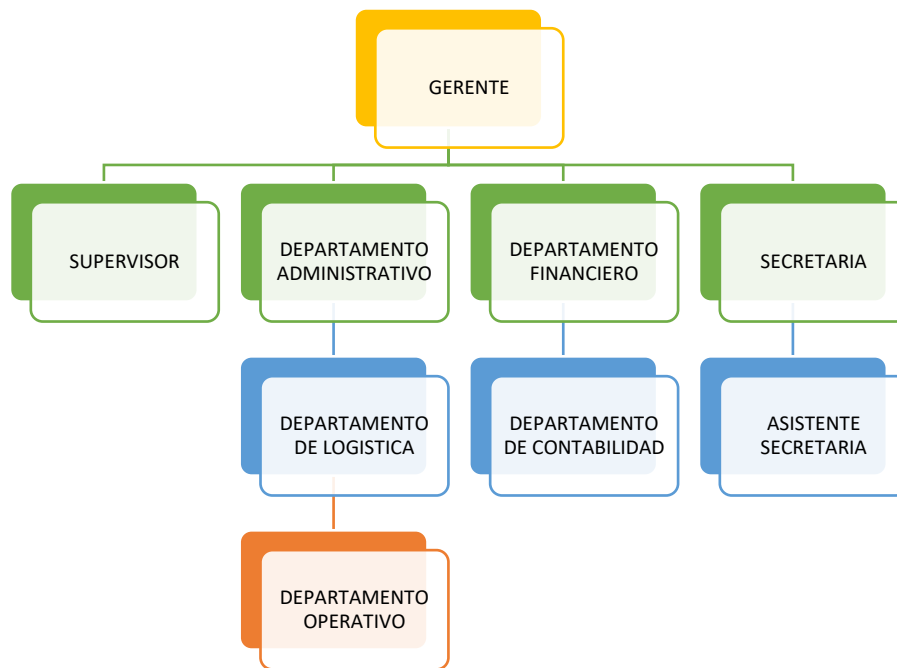 GERENTE
SUPERVISOR
DEPARTAMENTO
ADMINISTRATIVO
DEPARTAMENTO
FINANCIERO
SECRETARIA
DEPARTAMENTO
DE LOGISTICA
DEPARTAMENTO
DE CONTABILIDAD
ASISTENTE
SECRETARIA
DEPARTAMENTO
OPERATIVO